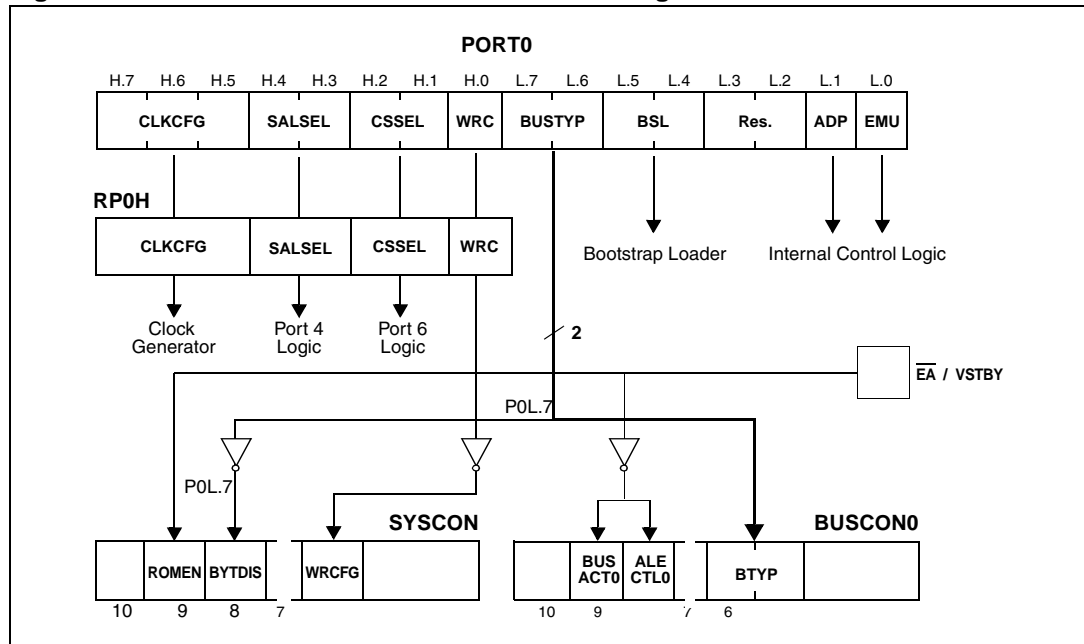 PORT0
H.7 H.6 H.5 H.4 H.3 H.2 H.1 H.0 L.7 L.6 L.5 L.4 L.3 L.2 L.1 L.0
CLKCFG SALSEL CSSEL WRC BUSTYP BSL Res. ADP EMU
RP0H
CLKCFG SALSEL CSSEL WRC
Bootstrap Loader Internal Control Logic
Clock Generator
Port 4 Logic
Port 6 Logic
2
EA / VSTBY
P0L.7
P0L.7
SYSCON BUSCON0
ROMEN BYTDIS WRCFG
BUS ACT0
ALE CTL0
BTYP
10 9 8 7 10 9 7 6